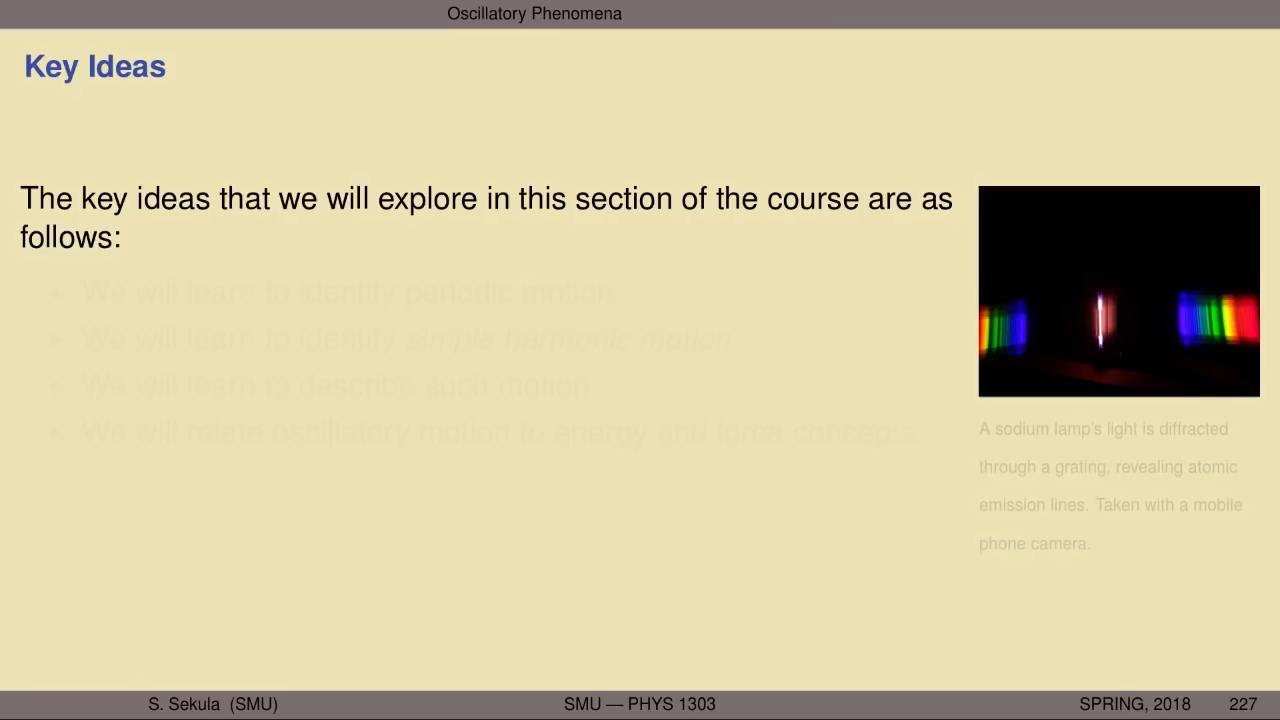 Oscillatory Phenomena
Key Ideas
The key ideas that we will explore in this section of the course are as
follows:
• We will learn to identify periodic motion
• We will learn to identify simple harmonic motion
• We will learn to describe such motion
• We will relate oscillatory motion to energy and force concepts.
A sodium lamp's light is diffracted
through a grating, revealing atomic
emission lines. Taken with a mobile
phone camera.
S. Sekula (SMU)
SMU — PHYS 1303
SPRING, 2018
227